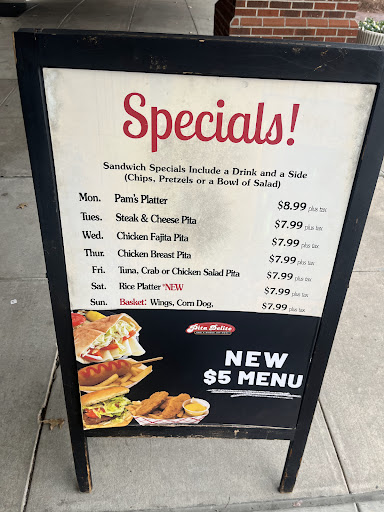 Specials!
Sandwich Specials Include a Drink and a Side
(Chips, Pretzels or a Bowl of Salad)
Mon. Pam's Platter $8.99 plus tax
Tues. Steak & Cheese Pita $7.99 plus tax
Wed. Chicken Fajita Pita $7.99 plus tax
Thur. Chicken Breast Pita $7.99 plus tax
Fri. Tuna, Crab or Chicken Salad Pita $7.99 plus tax
Sat. Rice Platter *NEW $7.99 plus tax
Sun. Basket: Wings, Corn Dog, $7.99 plus tax
Pita Delite
NEW
$5 MENU